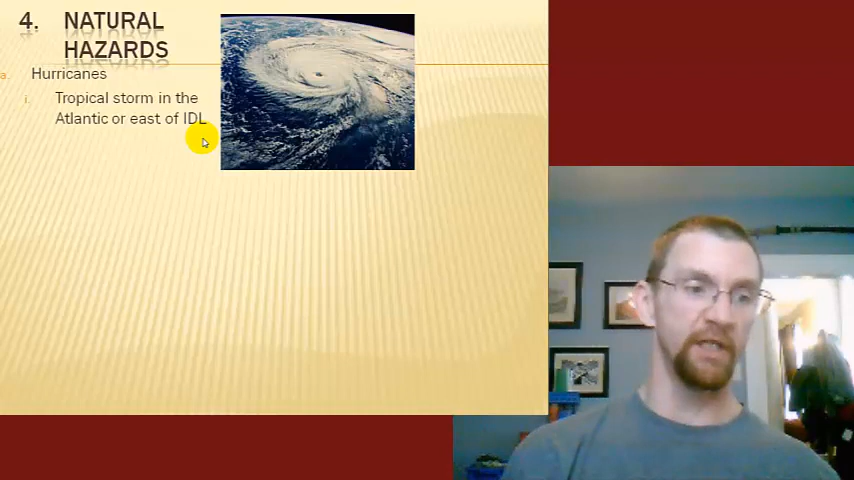 4. NATURAL
HAZARDS
a. Hurricanes
i. Tropical storm in the
Atlantic or east of IDL